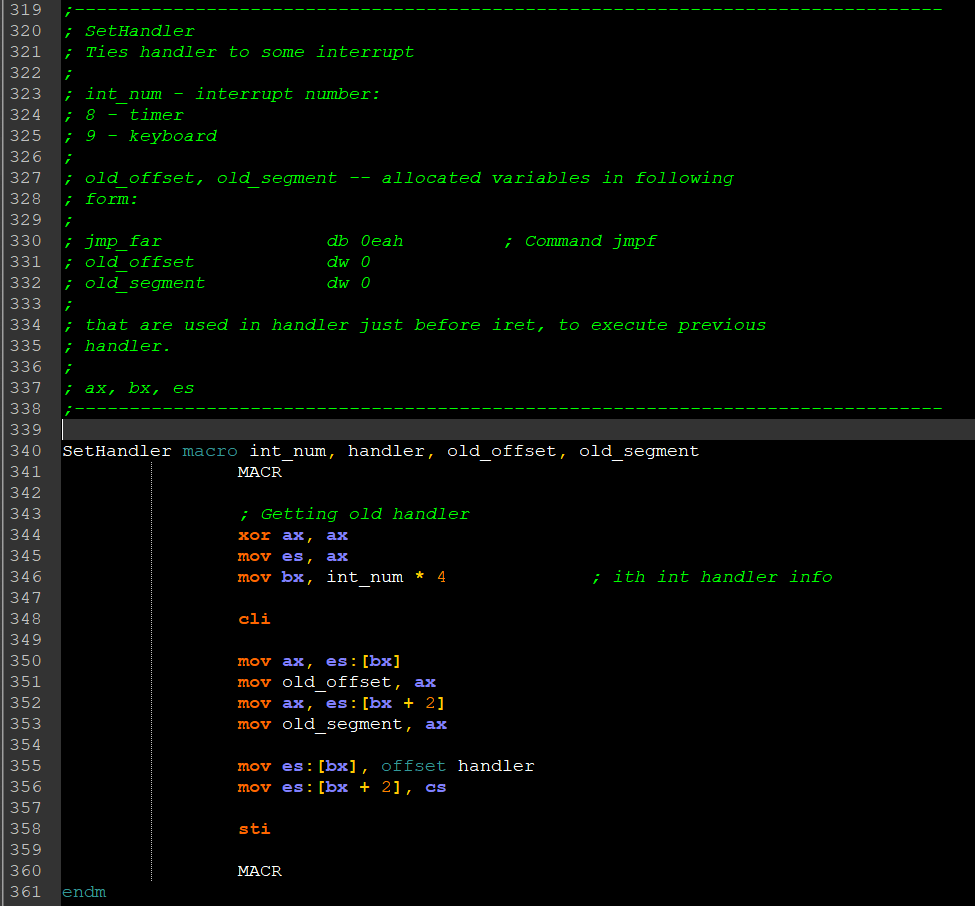 319 ;-------------------------------------------------------------------------------
320 ; SetHandler
321 ; Ties handler to some interrupt
322 ;
323 ; int_num - interrupt number:
324 ; 8 - timer
325 ; 9 - keyboard
326 ;
327 ; old_offset, old_segment -- allocated variables in following
328 ; form:
329 ;
330 ; jmp_far               db 0eah         ; Command jmpf
331 ; old_offset            dw 0
332 ; old_segment           dw 0
333 ;
334 ; that are used in handler just before iret, to execute previous
335 ; handler.
336 ;
337 ; ax, bx, es
338 ;-------------------------------------------------------------------------------
339
340 SetHandler macro int_num, handler, old_offset, old_segment
341                 MACR
342
343                 ; Getting old handler
344                 xor ax, ax
345                 mov es, ax
346                 mov bx, int_num * 4             ; ith int handler info
347
348                 cli
349
350                 mov ax, es:[bx]
351                 mov old_offset, ax
352                 mov ax, es:[bx + 2]
353                 mov old_segment, ax
354
355                 mov es:[bx], offset handler
356                 mov es:[bx + 2], cs
357
358                 sti
359
360                 MACR
361 endm